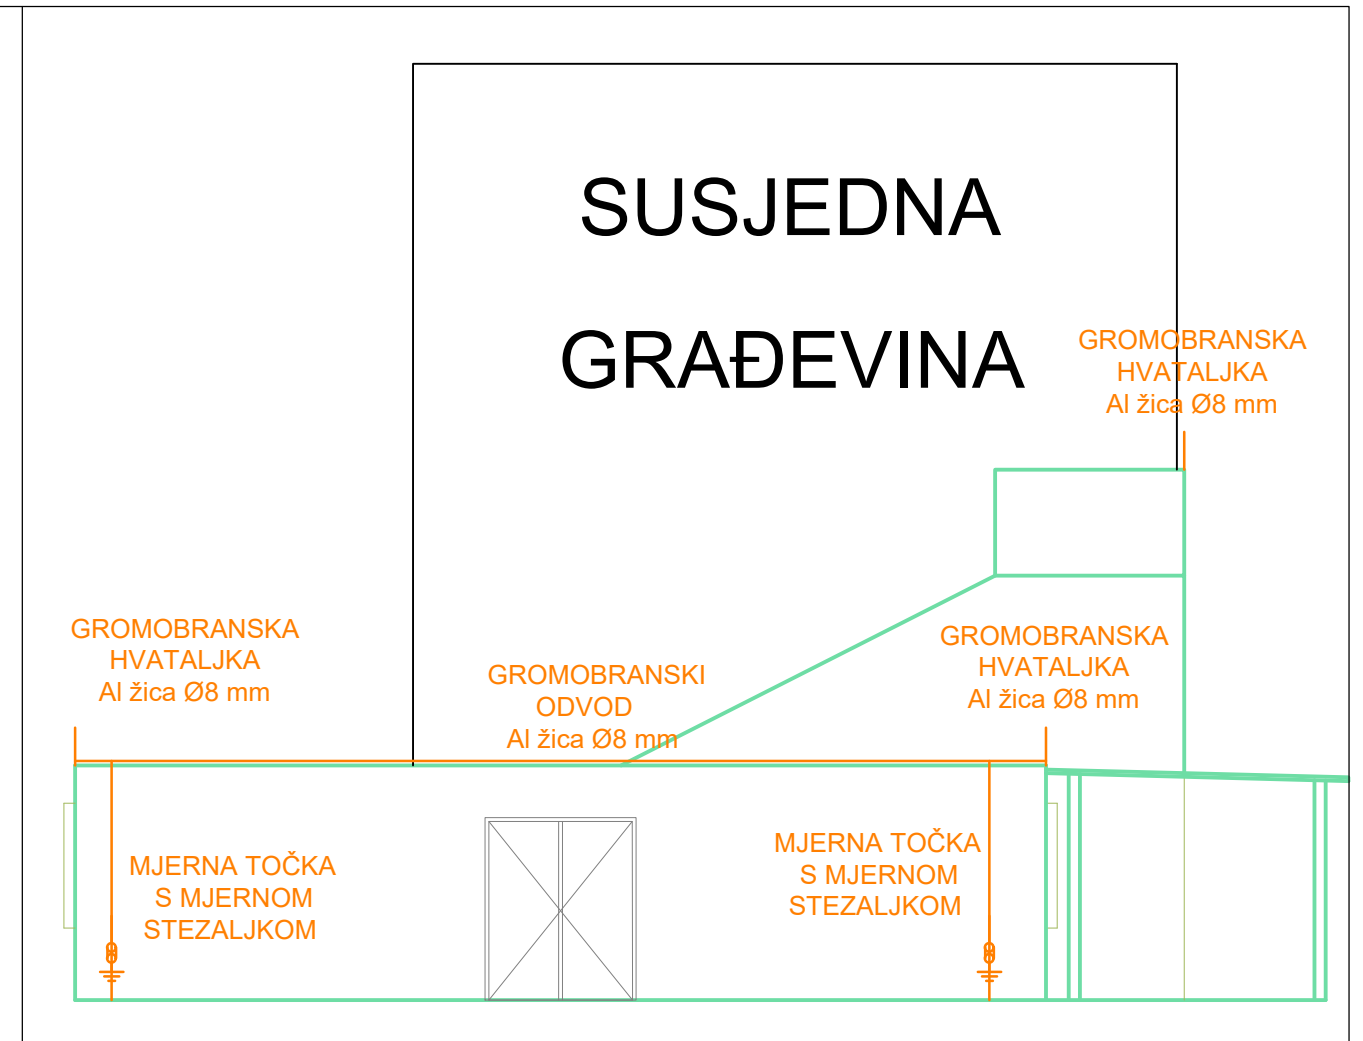 SUSJEDNA
GRAĐEVINA
GROMOBRANSKA
HVATALJKA
Al žica Ø8 mm
GROMOBRANSKA
HVATALJKA
Al žica Ø8 mm
GROMOBRANSKI
ODVOD
Al žica Ø8 mm
GROMOBRANSKA
HVATALJKA
Al žica Ø8 mm
MJERNA TOČKA
S MJERNOM
STEZALJKOM
MJERNA TOČKA
S MJERNOM
STEZALJKOM